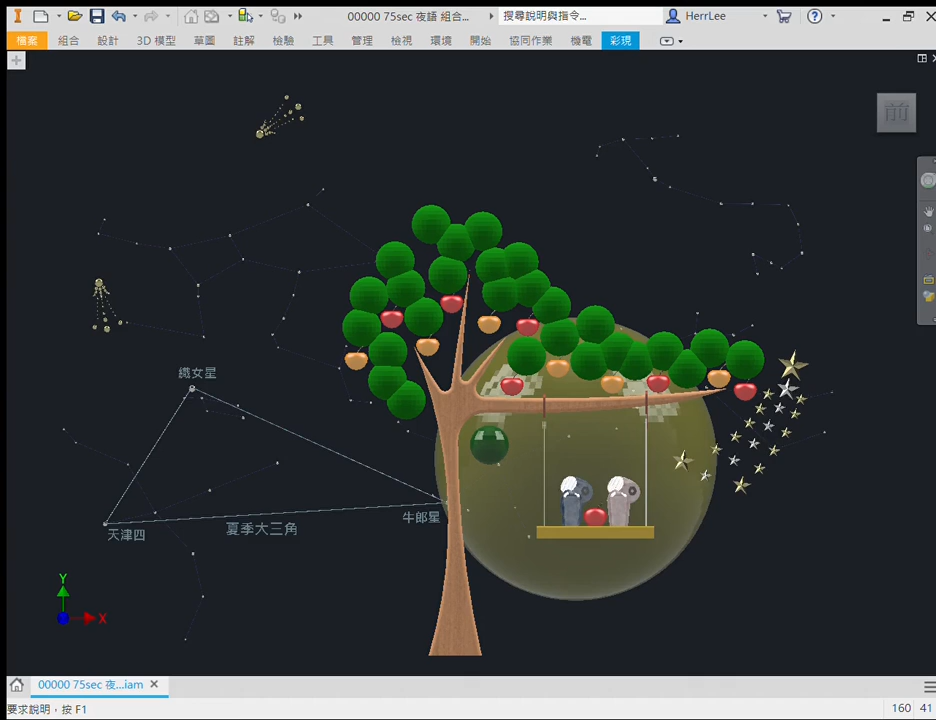 00000 75sec 夜語 組合...
搜尋說明與指令...
HerrLee
檔案 組合 設計 3D 模型 草圖 註解 檢驗 工具 管理 檢視 環境 開始 協同作業 機電 彩現
前
織女星
牛郎星
夏季大三角
天津四
Y
X
00000 75sec 夜...iam
要求說明，按 F1
160 41